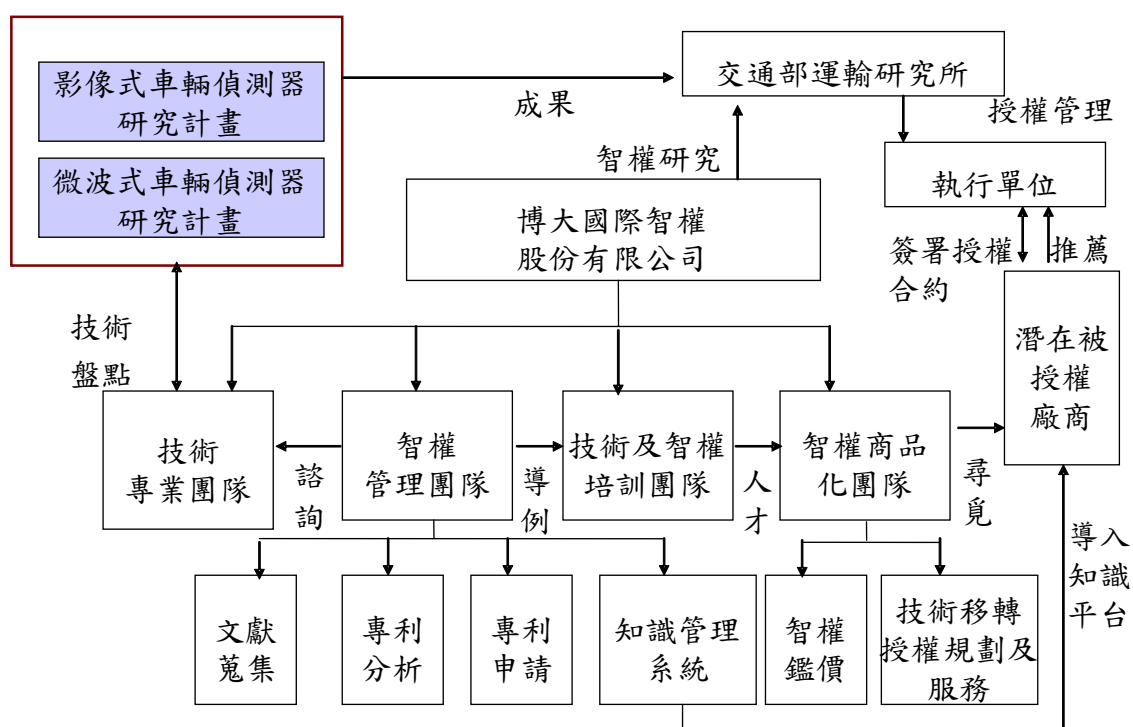 影像式車輛偵測器
研究計畫
微波式車輛偵測器
研究計畫
成果
交通部運輸研究所
授權管理
智權研究
執行單位
博大國際智權
股份有限公司
簽署授權
合約
推薦
技術
盤點
潛在被
授權
廠商
技術
專業團隊
諮
詢
智權
管理團隊
導
例
技術及智權
培訓團隊
人
才
智權商品
化團隊
尋
覓
導入
知識
平台
文獻
蒐集
專利
分析
專利
申請
知識管理
系統
智權
鑑價
技術移轉
授權規劃及
服務